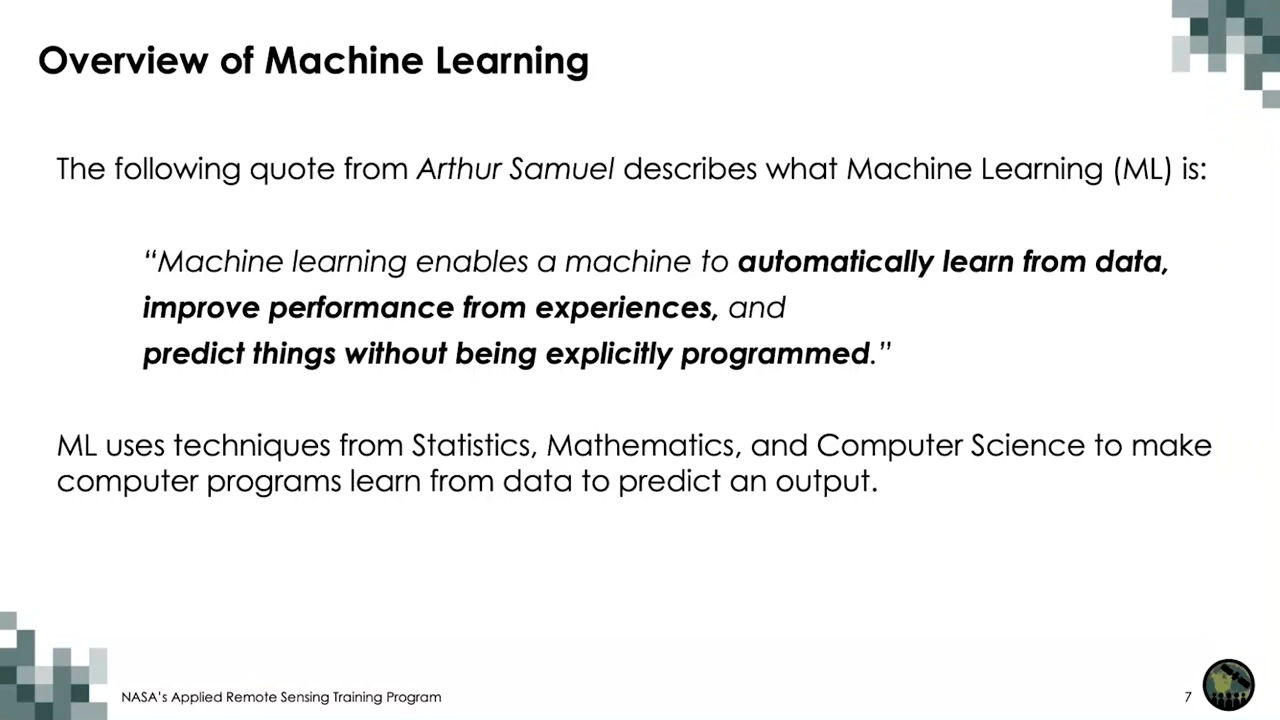 Overview of Machine Learning
The following quote from Arthur Samuel describes what Machine Learning (ML) is:
“Machine learning enables a machine to automatically learn from data,
improve performance from experiences, and
predict things without being explicitly programmed.”
ML uses techniques from Statistics, Mathematics, and Computer Science to make
computer programs learn from data to predict an output.
NASA’s Applied Remote Sensing Training Program
7